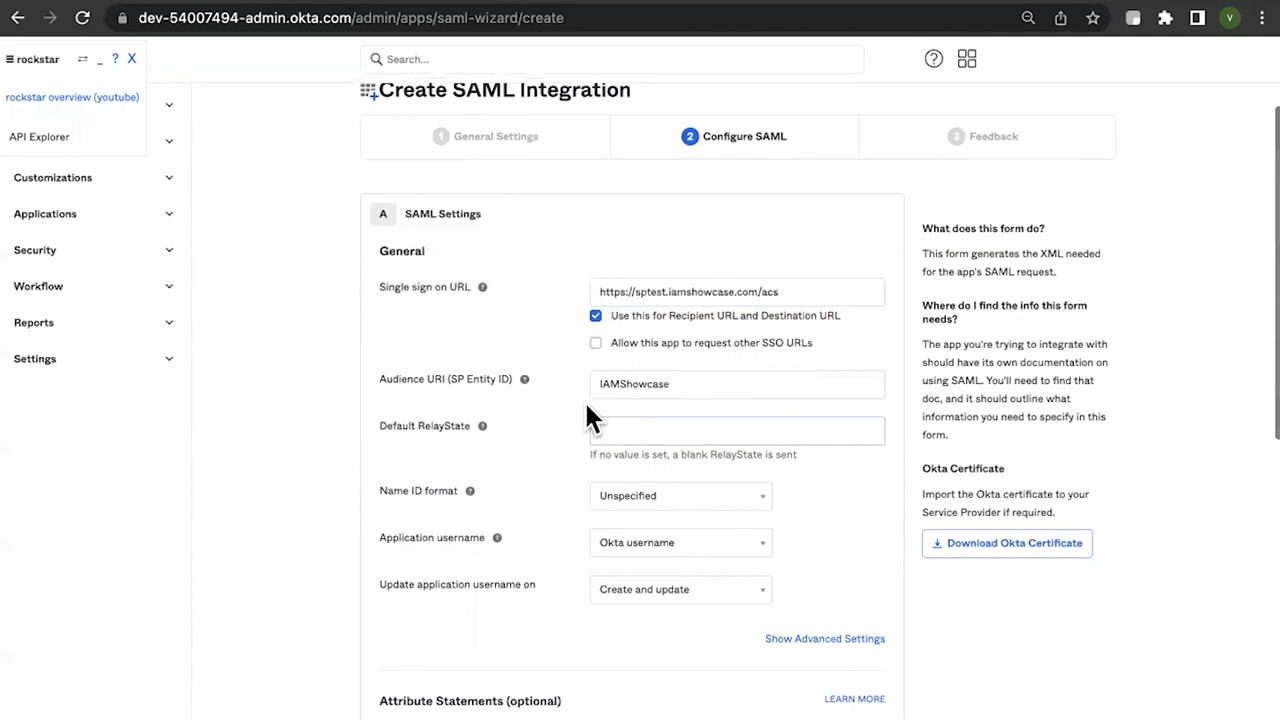 dev-54007494-admin.okta.com/admin/apps/saml-wizard/create
V
rockstar
? X
Search...
rockstar overview (youtube)
API Explorer
Customizations
Applications
Security
Workflow
Reports
Settings
Create SAML Integration
1 General Settings
2 Configure SAML
3 Feedback
A SAML Settings
General
Single sign on URL
https://sptest.iamshowcase.com/acs
Use this for Recipient URL and Destination URL
Allow this app to request other SSO URLs
Audience URI (SP Entity ID)
IAMShowcase
Default RelayState
If no value is set, a blank RelayState is sent
Name ID format
Unspecified
Application username
Okta username
Update application username on
Create and update
Show Advanced Settings
Attribute Statements (optional)
LEARN MORE
What does this form do?
This form generates the XML needed
for the app's SAML request.
Where do I find the info this form
needs?
The app you're trying to integrate with
should have its own documentation on
using SAML. You'll need to find that
doc, and it should outline what
information you need to specify in this
form.
Okta Certificate
Import the Okta certificate to your
Service Provider if required.
Download Okta Certificate